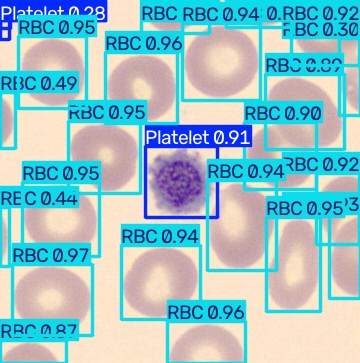 Platelet 0.28
RBC 0.94
RBC 0.92
RBC 0.95
RBC 0.30
RBC 0.96
RBC 0.89
RBC 0.49
RBC 0.95
RBC 0.90
Platelet 0.91
RBC 0.92
RBC 0.95
RBC 0.94
RBC 0.44
RBC 0.95
RBC 0.94
RBC 0.97
RBC 0.96
RBC 0.87